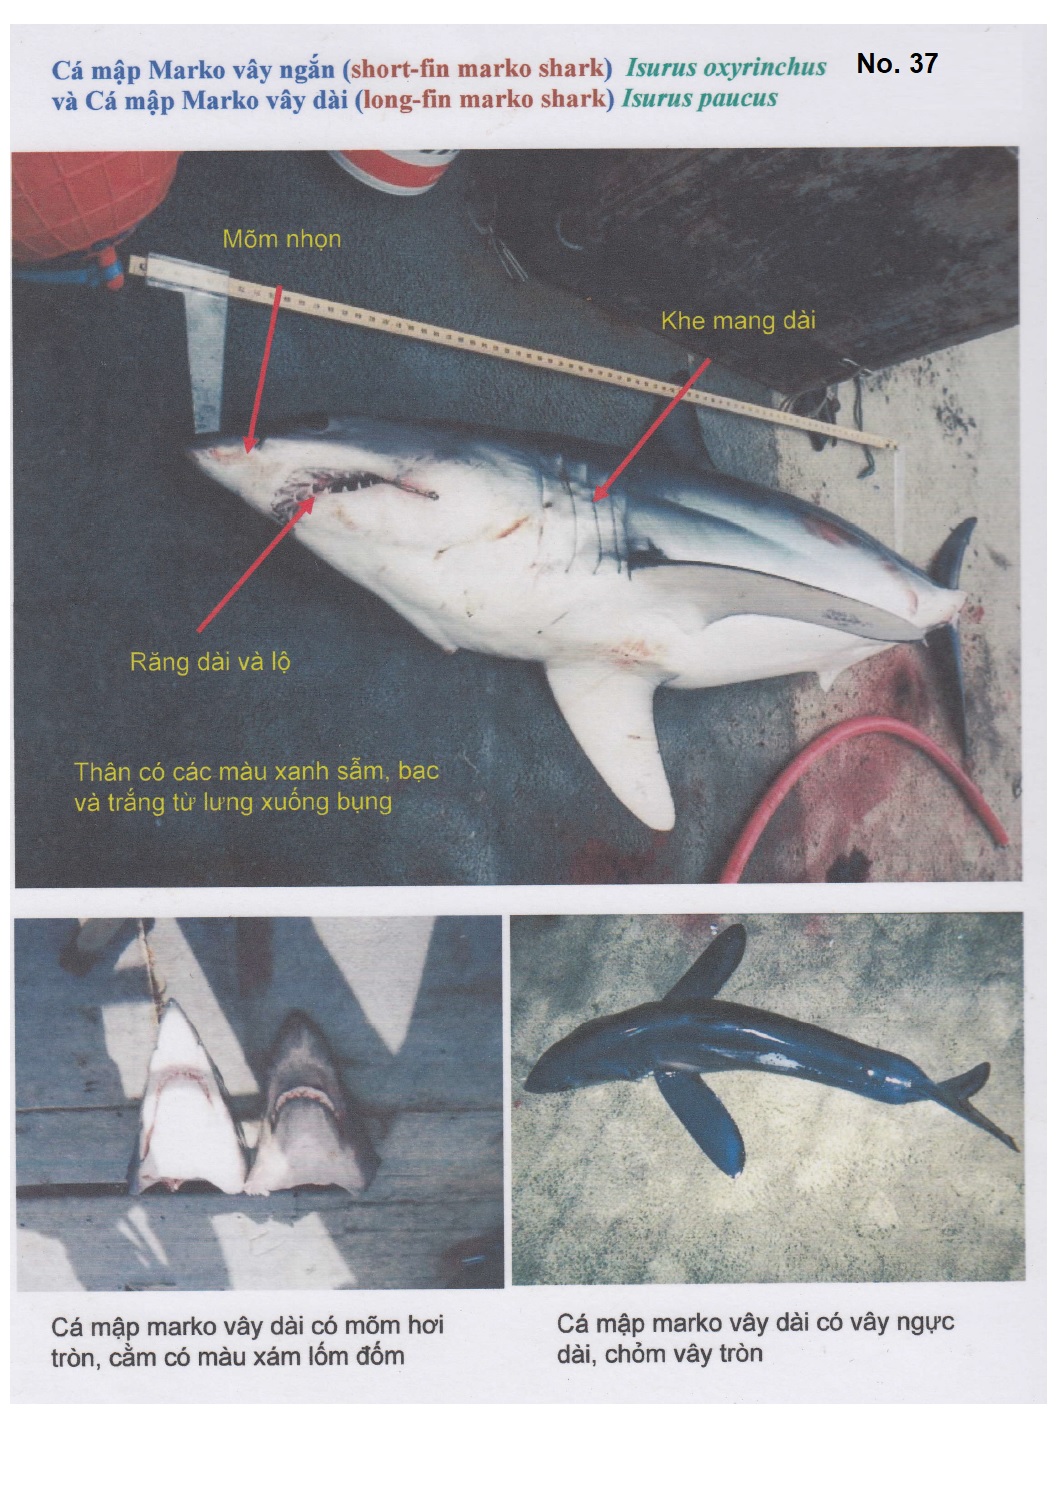 Cá mập Marko vây ngắn (short-fin marko shark) Isurus oxyrinchus No. 37
và Cá mập Marko vây dài (long-fin marko shark) Isurus paucus
Mõm nhọn
Khe mang dài
Răng dài và lộ
Thân có các màu xanh sẫm, bạc
và trắng từ lưng xuống bụng
Cá mập marko vây dài có mõm hơi
tròn, cằm có màu xám lốm đốm
Cá mập marko vây dài có vây ngực
dài, chỏm vây tròn